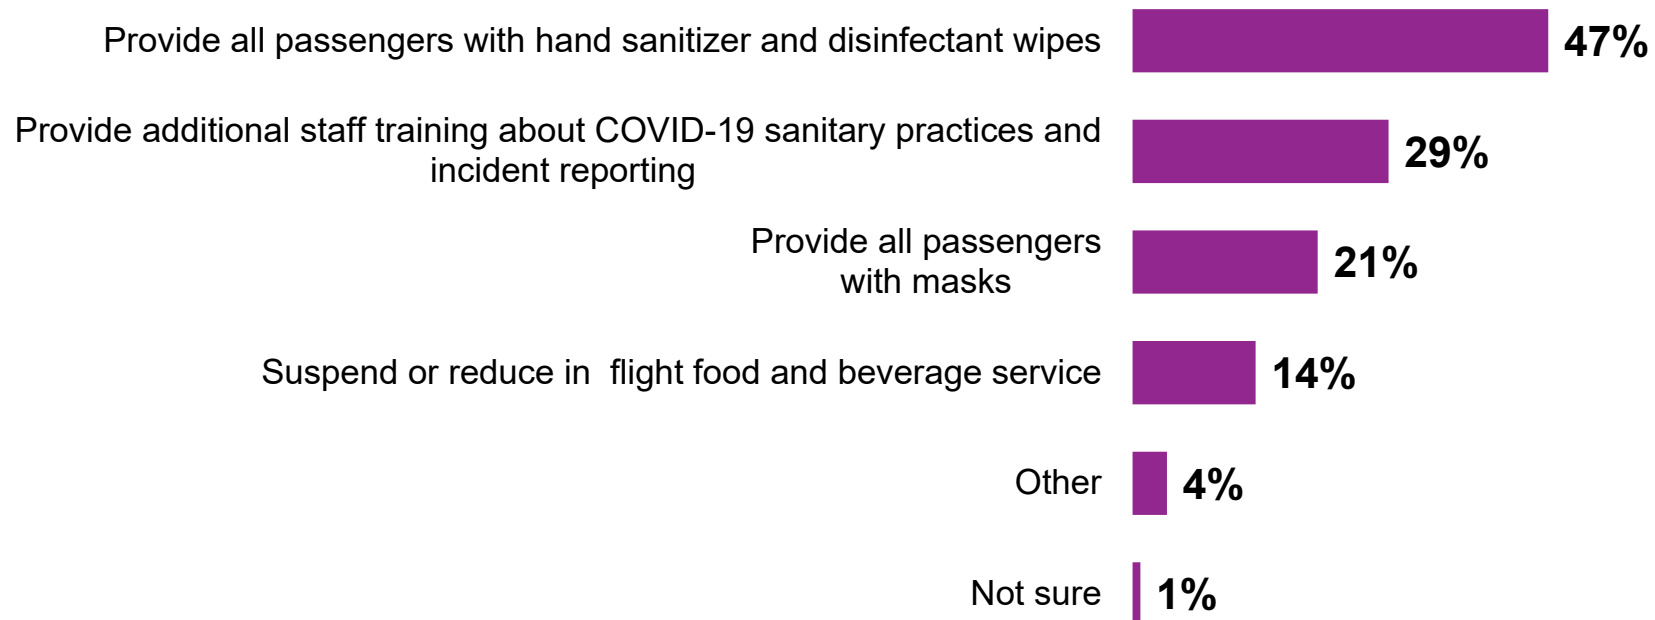 Provide all passengers with hand sanitizer and disinfectant wipes 47%
Provide additional staff training about COVID-19 sanitary practices and
incident reporting 29%
Provide all passengers
with masks 21%
Suspend or reduce in  flight food and beverage service 14%
Other 4%
Not sure 1%